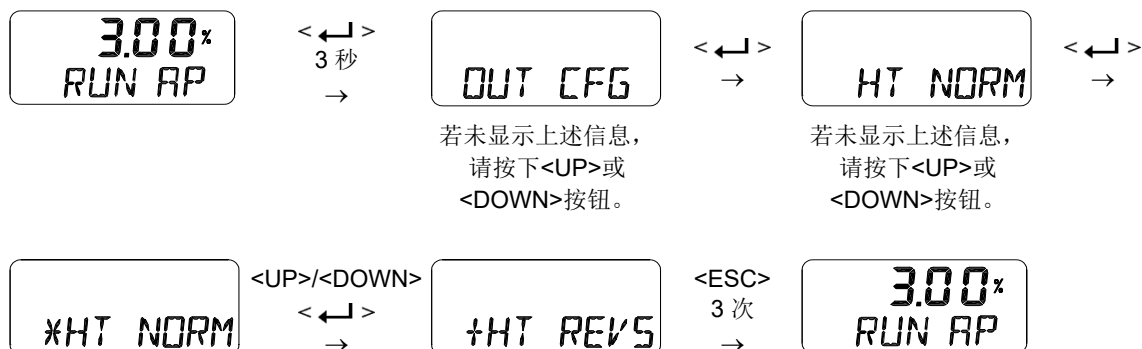 3.00%
RUN AP
< ↵ >
3 秒
→
OUT CFG
若未显示上述信息，
请按下<UP>或
<DOWN>按钮。
< ↵ >
→
HT NORM
若未显示上述信息，
请按下<UP>或
<DOWN>按钮。
< ↵ >
→
*HT NORM
<UP>/<DOWN>
< ↵ >
→
+HT REVS
<ESC>
3 次
→
3.00%
RUN AP